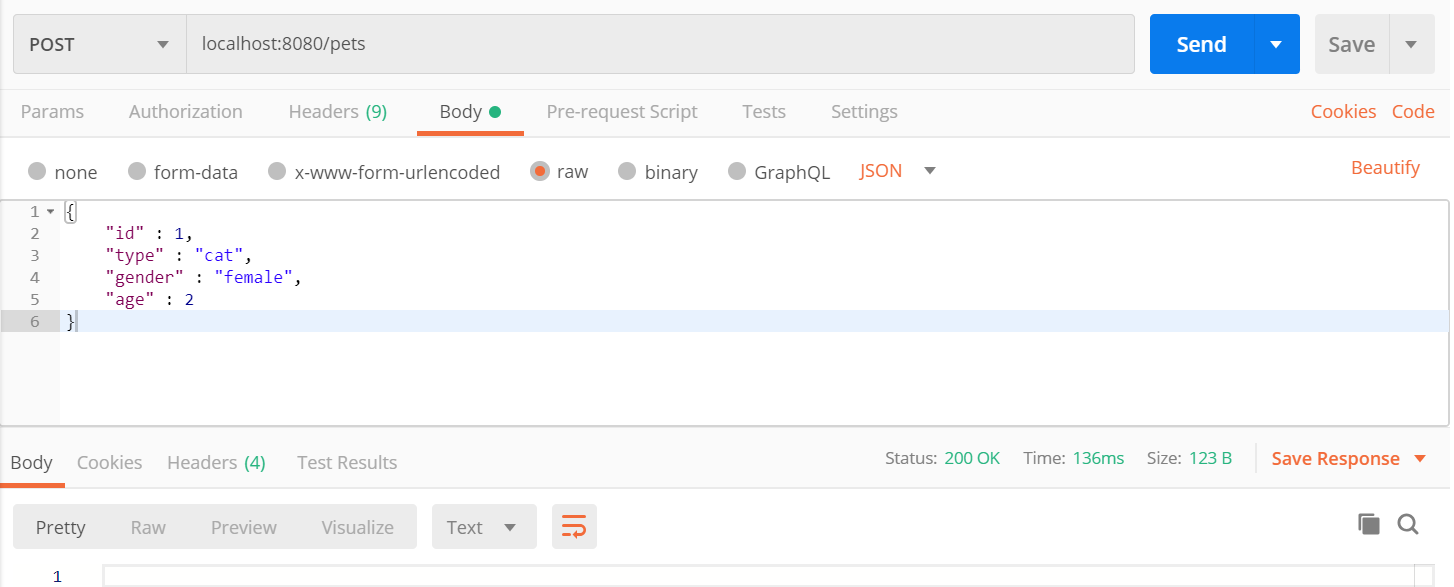 POST localhost:8080/pets Send Save
Params Authorization Headers (9) Body Pre-request Script Tests Settings Cookies Code
none form-data x-www-form-urlencoded raw binary GraphQL JSON Beautify
1 {
2 "id" : 1,
3 "type" : "cat",
4 "gender" : "female",
5 "age" : 2
6 }
Body Cookies Headers (4) Test Results Status: 200 OK Time: 136ms Size: 123 B Save Response
Pretty Raw Preview Visualize Text
1